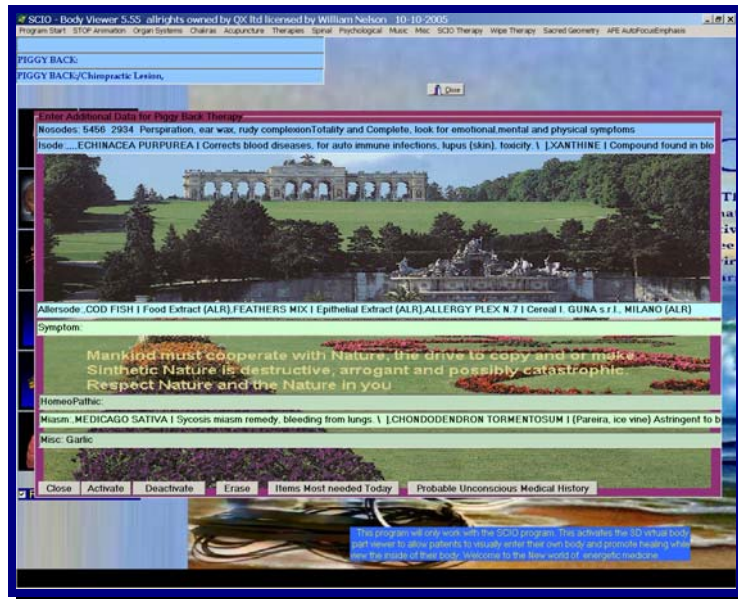 SCIO - Body Viewer 5.55 allrights owned by QX ltd licensed by William Nelson 10-10-2005
Program Start STOP Animation Organ Systems Chakras Acupuncture Therapies Spinal Psychological Music Misc SCIO Therapy Wipe Therapy Sacred Geometry AFE AutoFocusEmphasis
PIGGY BACK:
PIGGY BACK:/Chiropractic Lesion,
Close
Enter Additional Data for Piggy Back Therapy
Nosodes: 5456 2934 Perspiration, ear wax, rudy complexionTotality and Complete, look for emotional,mental and physical symptoms
Isode:,,,,ECHINACEA PURPUREA | Corrects blood diseases, for auto immune infections, lupus (skin), toxicity. \ ],XANTHINE | Compound found in blo
Allersode:,COD FISH | Food Extract (ALR),FEATHERS MIX | Epithelial Extract (ALR),ALLERGY PLEX N.7 | Cereal I. GUNA s.r.l., MILANO (ALR)
Symptom:
Mankind must cooperate with Nature, the drive to copy and or make
Sinthetic Nature is destructive, arrogant and possibly catastrophic.
Respect Nature and the Nature in you
HomeoPathic:
Miasm:,MEDICAGO SATIVA | Sycosis miasm remedy, bleeding from lungs. \ ],CHONDODENDRON TORMENTOSUM | (Pareira, ice vine) Astringent to b
Misc: Garlic
Close Activate Deactivate Erase Items Most needed Today Probable Unconscious Medical History
This program will only work with the SCIO program. This activates the 3D virtual body
part viewer to allow patients to visually enter their own body and promote healing while
view the inside of their body. Welcome to the New world of energetic medicine.